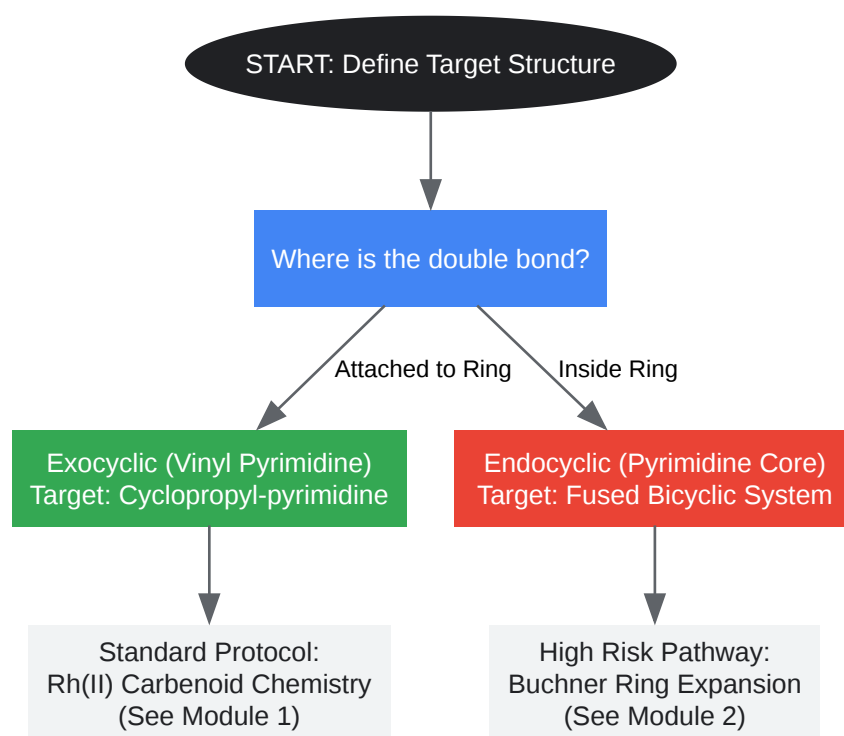 START: Define Target Structure
Where is the double bond?
Attached to Ring
Inside Ring
Exocyclic (Vinyl Pyrimidine)
Target: Cyclopropyl-pyrimidine
Endocyclic (Pyrimidine Core)
Target: Fused Bicyclic System
Standard Protocol:
Rh(II) Carbenoid Chemistry
(See Module 1)
High Risk Pathway:
Buchner Ring Expansion
(See Module 2)